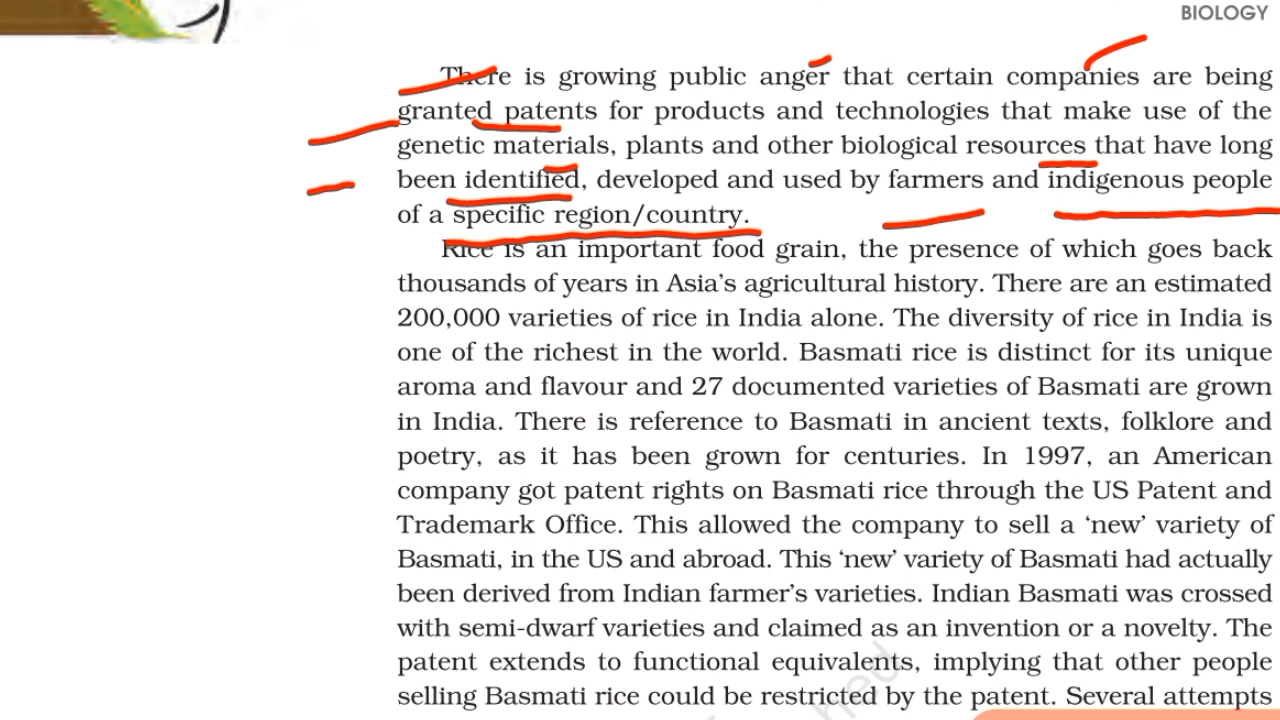 BIOLOGY
There is growing public anger that certain companies are being
granted patents for products and technologies that make use of the
genetic materials, plants and other biological resources that have long
been identified, developed and used by farmers and indigenous people
of a specific region/country.
Rice is an important food grain, the presence of which goes back
thousands of years in Asia's agricultural history. There are an estimated
200,000 varieties of rice in India alone. The diversity of rice in India is
one of the richest in the world. Basmati rice is distinct for its unique
aroma and flavour and 27 documented varieties of Basmati are grown
in India. There is reference to Basmati in ancient texts, folklore and
poetry, as it has been grown for centuries. In 1997, an American
company got patent rights on Basmati rice through the US Patent and
Trademark Office. This allowed the company to sell a ‘new’ variety of
Basmati, in the US and abroad. This ‘new’ variety of Basmati had actually
been derived from Indian farmer's varieties. Indian Basmati was crossed
with semi-dwarf varieties and claimed as an invention or a novelty. The
patent extends to functional equivalents, implying that other people
selling Basmati rice could be restricted by the patent. Several attempts